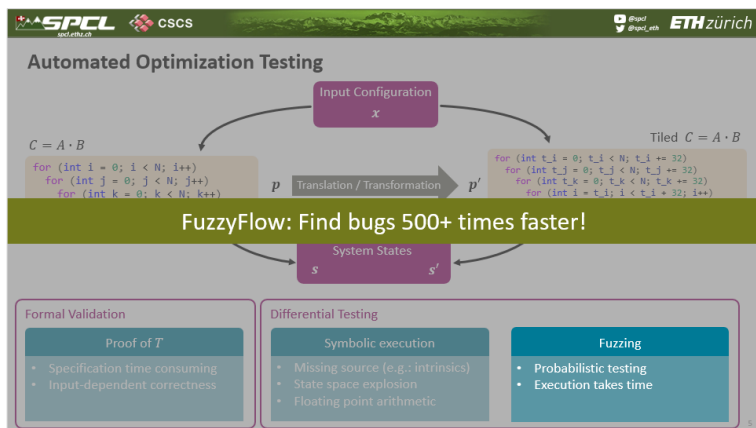 SPCL
spcl.ethz.ch
CSCS
@spcl
@spcl_eth
ETH zürich
Automated Optimization Testing
Input Configuration
x
C = A · B
for (int i = 0; i < N; i++)
for (int j = 0; j < N; j++)
for (int k = 0; k < N; k++)
p
Translation / Transformation
p'
Tiled C = A · B
for (int t_i = 0; t_i < N; t_i += 32)
for (int t_j = 0; t_j < N; t_j += 32)
for (int t_k = 0; t_k < N; t_k += 32)
for (int i = t_i; i < t_i + 32; i++)
FuzzyFlow: Find bugs 500+ times faster!
System States
s
s'
Formal Validation
Proof of T
• Specification time consuming
• Input-dependent correctness
Differential Testing
Symbolic execution
• Missing source (e.g.: intrinsics)
• State space explosion
• Floating point arithmetic
Fuzzing
• Probabilistic testing
• Execution takes time